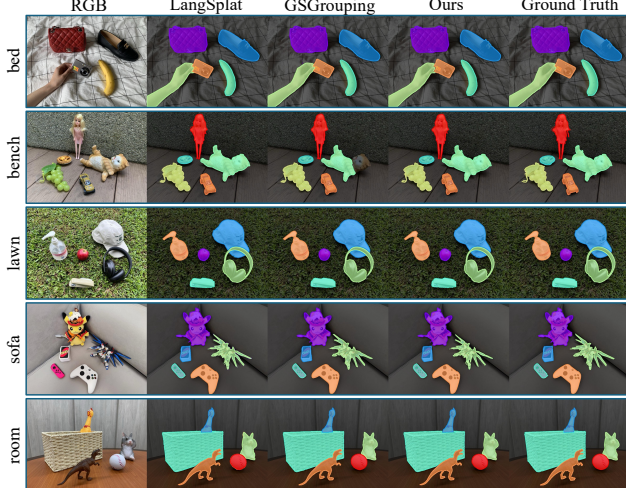 RGB LangSplat GSGrouping Ours Ground Truth
bed
bench
lawn
sofa
room